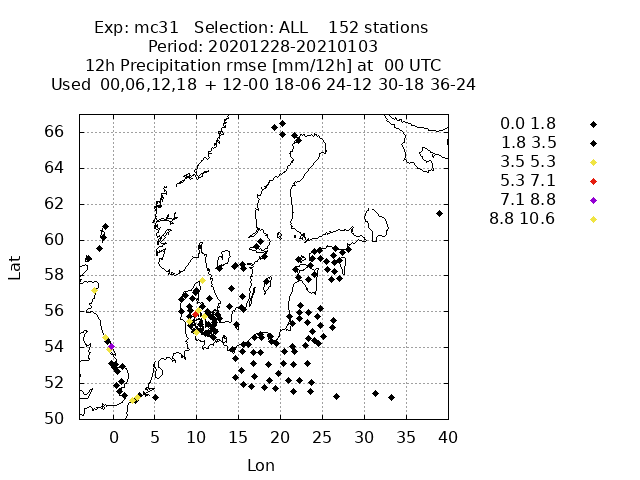 Exp: mc31 Selection: ALL 152 stations
Period: 20201228-20210103
12h Precipitation rmse [mm/12h] at 00 UTC
Used 00,06,12,18 + 12-00 18-06 24-12 30-18 36-24
66
64
62
60
58
56
54
52
50
Lat
0 5 10 15 20 25 30 35 40
Lon
0.0 1.8
1.8 3.5
3.5 5.3
5.3 7.1
7.1 8.8
8.8 10.6